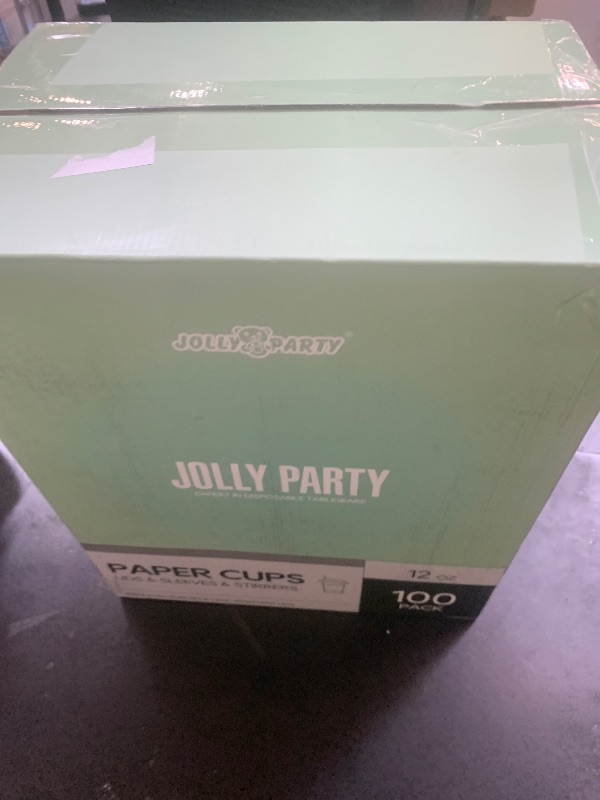 JOLLY PARTY®
JOLLY PARTY
EXPERT IN DISPOSABLE TABLEWARE
PAPER CUPS
LIDS & SLEEVES & STIRRERS
12 OZ
100
PACK